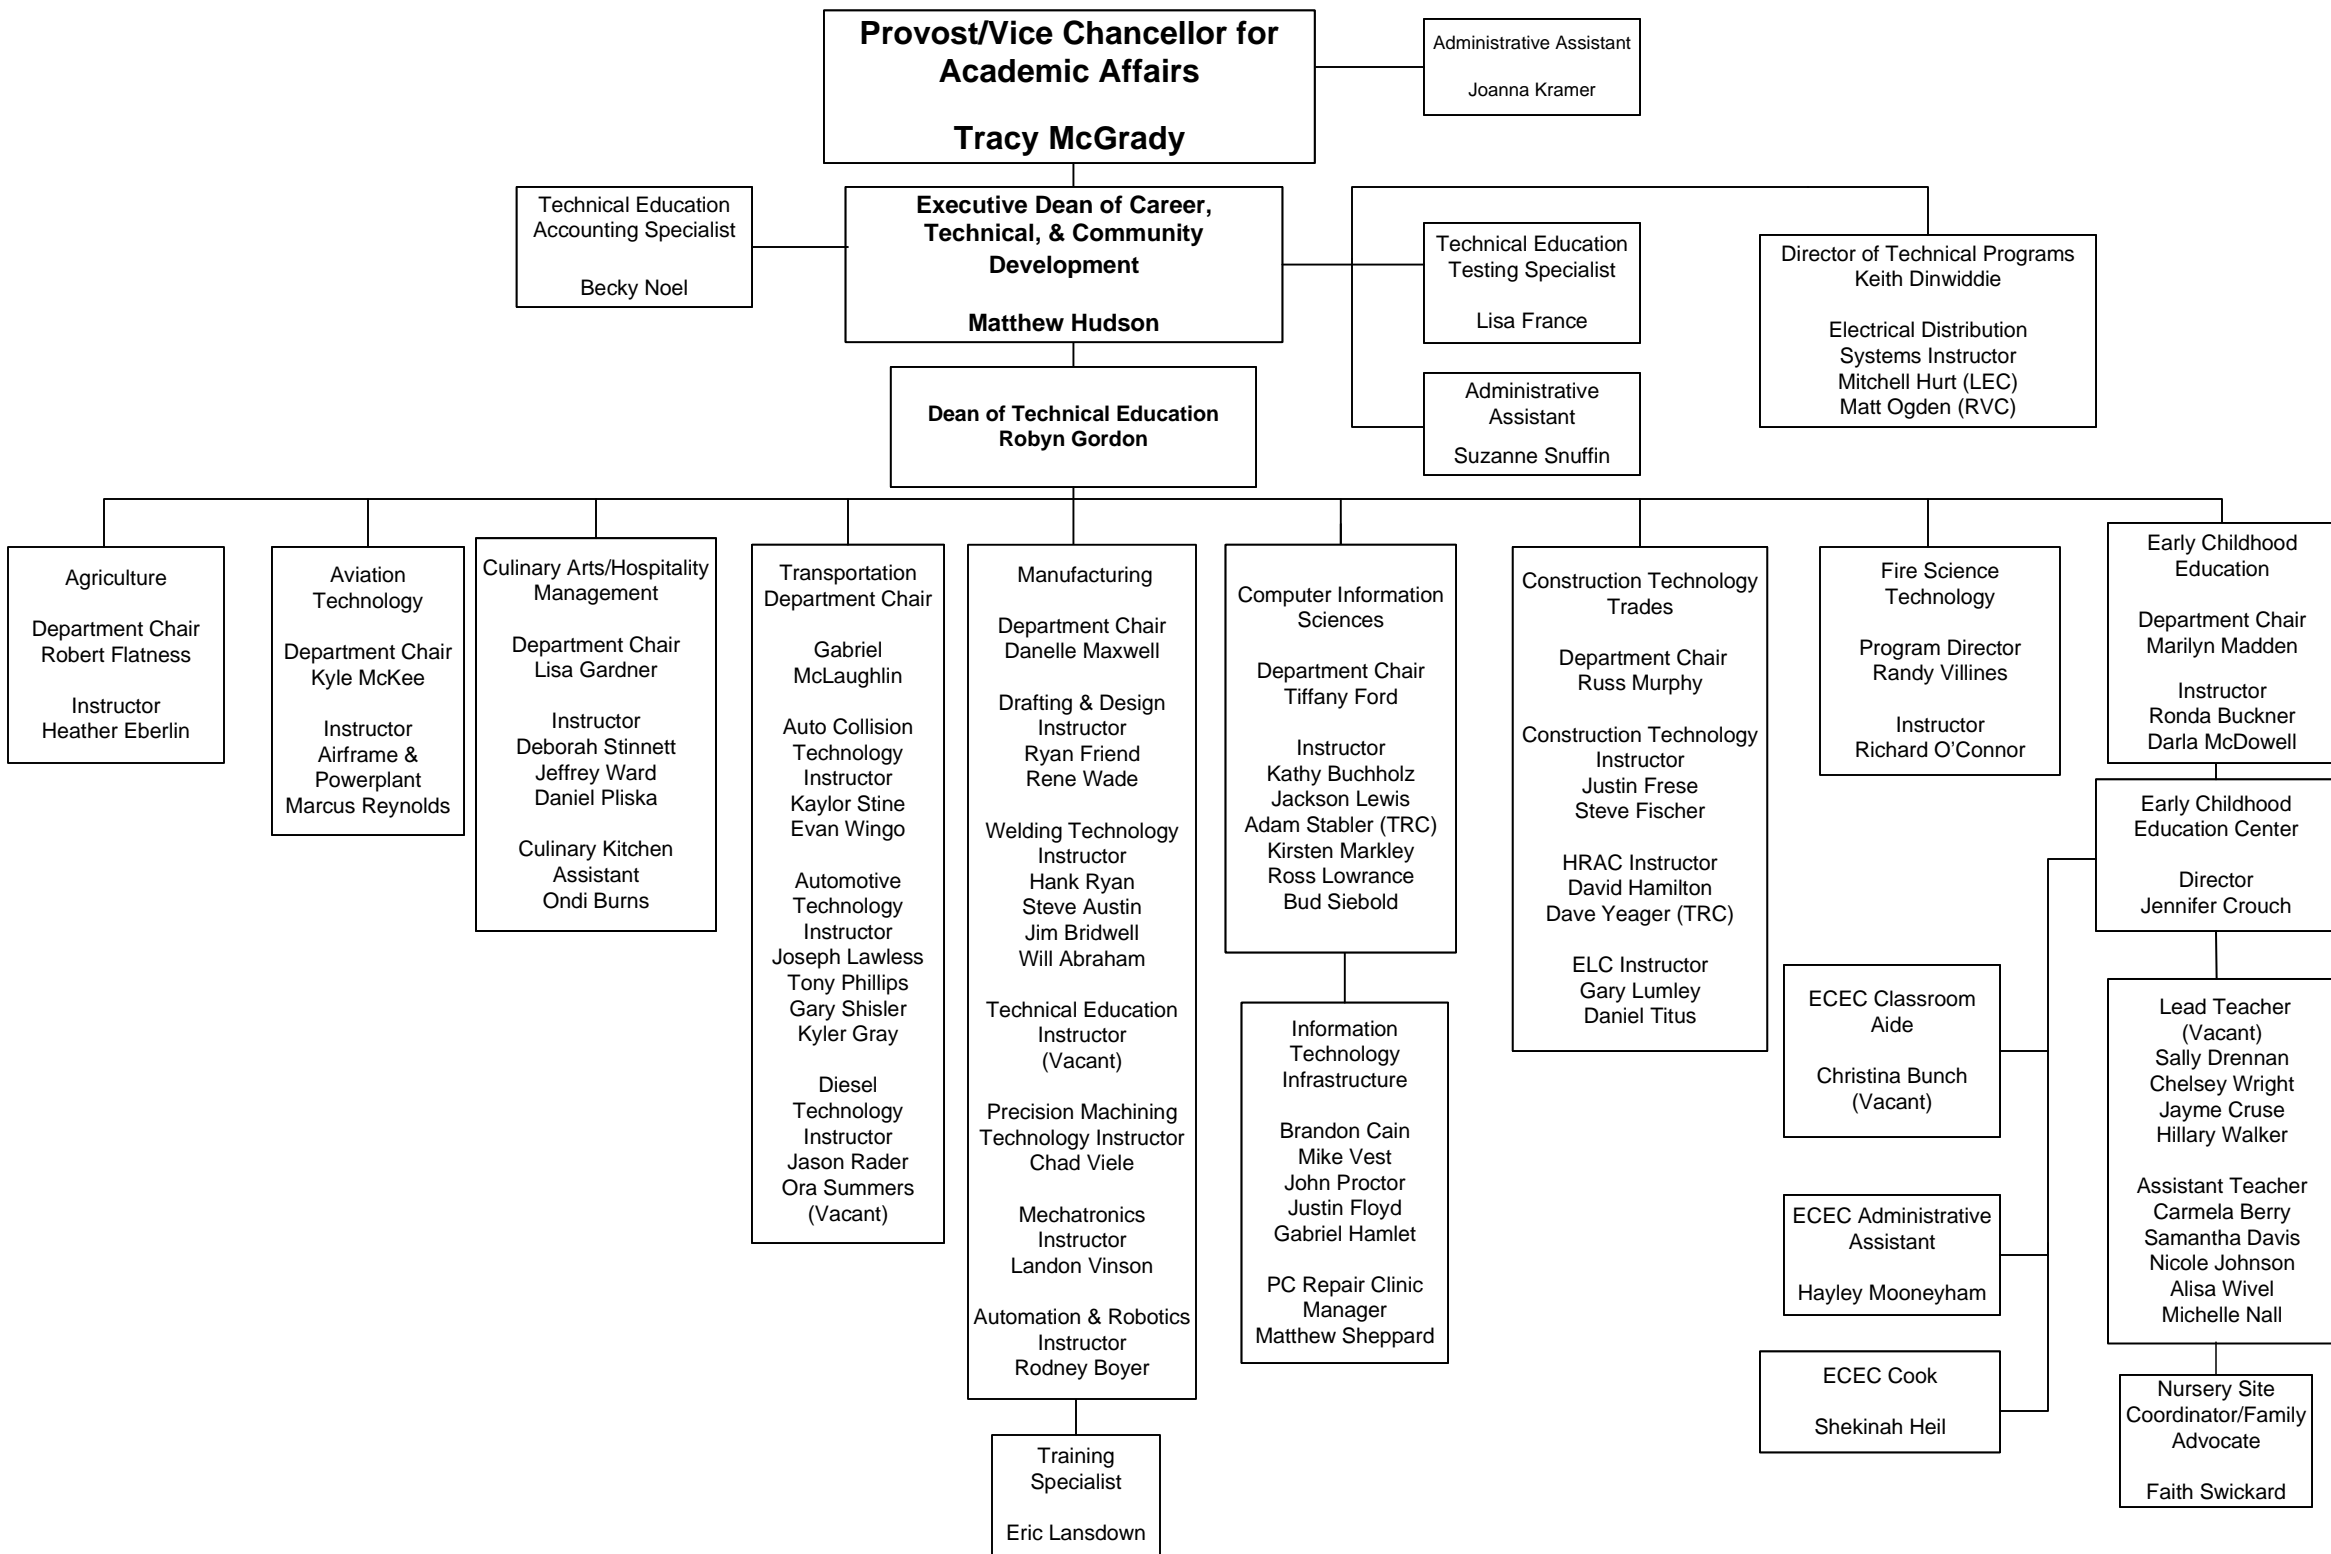 Provost/Vice Chancellor for
Academic Affairs
Tracy McGrady
Administrative Assistant
Joanna Kramer
Technical Education
Accounting Specialist
Becky Noel
Executive Dean of Career,
Technical, & Community
Development
Matthew Hudson
Technical Education
Testing Specialist
Lisa France
Administrative
Assistant
Suzanne Snuffin
Director of Technical Programs
Keith Dinwiddie
Electrical Distribution
Systems Instructor
Mitchell Hurt (LEC)
Matt Ogden (RVC)
Dean of Technical Education
Robyn Gordon
Agriculture
Department Chair
Robert Flatness
Instructor
Heather Eberlin
Aviation
Technology
Department Chair
Kyle McKee
Instructor
Airframe &
Powerplant
Marcus Reynolds
Culinary Arts/Hospitality
Management
Department Chair
Lisa Gardner
Instructor
Deborah Stinnett
Jeffrey Ward
Daniel Pliska
Culinary Kitchen
Assistant
Ondi Burns
Transportation
Department Chair
Gabriel
McLaughlin
Auto Collision
Technology
Instructor
Kaylor Stine
Evan Wingo
Automotive
Technology
Instructor
Joseph Lawless
Tony Phillips
Gary Shisler
Kyler Gray
Diesel
Technology
Instructor
Jason Rader
Ora Summers
(Vacant)
Manufacturing
Department Chair
Danelle Maxwell
Drafting & Design
Instructor
Ryan Friend
Rene Wade
Welding Technology
Instructor
Hank Ryan
Steve Austin
Jim Bridwell
Will Abraham
Technical Education
Instructor
(Vacant)
Precision Machining
Technology Instructor
Chad Viele
Mechatronics
Instructor
Landon Vinson
Automation & Robotics
Instructor
Rodney Boyer
Training
Specialist
Eric Lansdown
Computer Information
Sciences
Department Chair
Tiffany Ford
Instructor
Kathy Buchholz
Jackson Lewis
Adam Stabler (TRC)
Kirsten Markley
Ross Lowrance
Bud Siebold
Information
Technology
Infrastructure
Brandon Cain
Mike Vest
John Proctor
Justin Floyd
Gabriel Hamlet
PC Repair Clinic
Manager
Matthew Sheppard
Construction Technology
Trades
Department Chair
Russ Murphy
Construction Technology
Instructor
Justin Frese
Steve Fischer
HRAC Instructor
David Hamilton
Dave Yeager (TRC)
ELC Instructor
Gary Lumley
Daniel Titus
Fire Science
Technology
Program Director
Randy Villines
Instructor
Richard O’Connor
Early Childhood
Education
Department Chair
Marilyn Madden
Instructor
Ronda Buckner
Darla McDowell
Early Childhood
Education Center
Director
Jennifer Crouch
ECEC Classroom
Aide
Christina Bunch
(Vacant)
ECEC Administrative
Assistant
Hayley Mooneyham
ECEC Cook
Shekinah Heil
Lead Teacher
(Vacant)
Sally Drennan
Chelsey Wright
Jayme Cruse
Hillary Walker
Assistant Teacher
Carmela Berry
Samantha Davis
Nicole Johnson
Alisa Wivel
Michelle Nall
Nursery Site
Coordinator/Family
Advocate
Faith Swickard